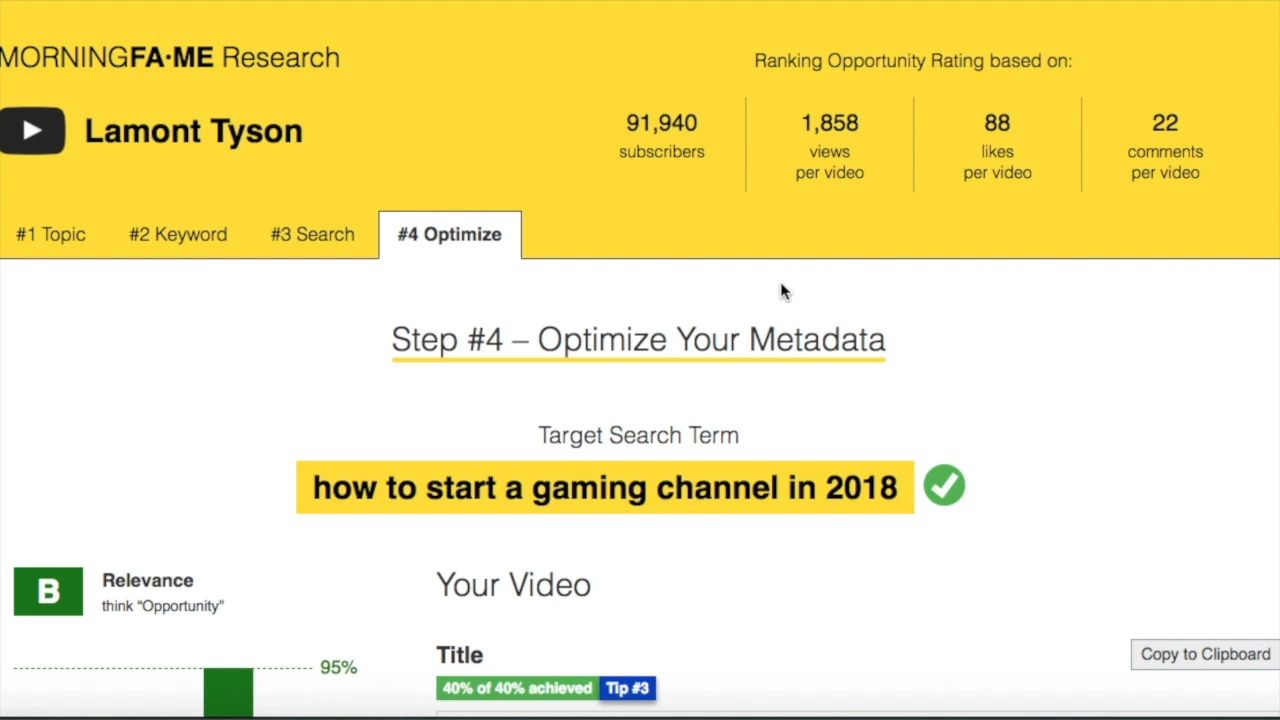 MORNINGFA·ME Research
Ranking Opportunity Rating based on:
Lamont Tyson
91,940
subscribers
1,858
views
per video
88
likes
per video
22
comments
per video
#1 Topic
#2 Keyword
#3 Search
#4 Optimize
Step #4 – Optimize Your Metadata
Target Search Term
how to start a gaming channel in 2018
B
Relevance
think “Opportunity”
95%
Your Video
Title
Copy to Clipboard
40% of 40% achieved
Tip #3